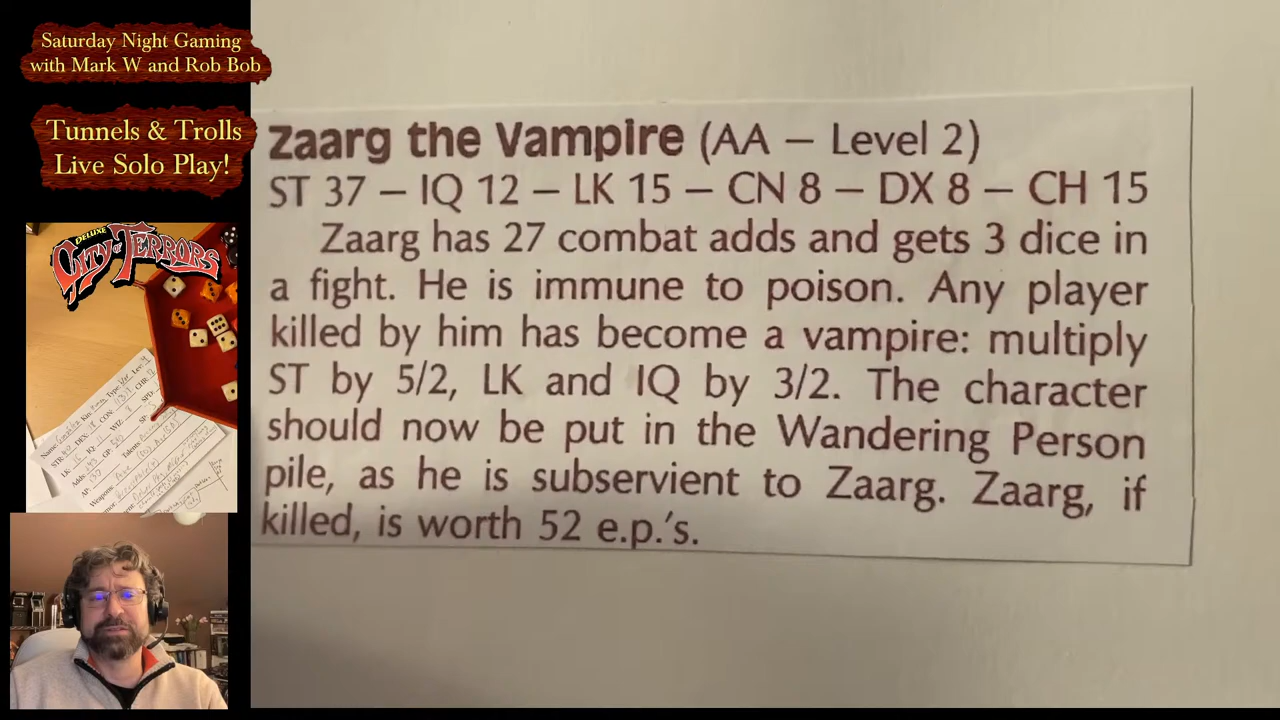 Saturday Night Gaming
with Mark W and Rob Bob
Tunnels & Trolls
Live Solo Play!
DELUXE
CITY OF TERRORS
Zaarg the Vampire (AA – Level 2)
ST 37 – IQ 12 – LK 15 – CN 8 – DX 8 – CH 15
Zaarg has 27 combat adds and gets 3 dice in
a fight. He is immune to poison. Any player
killed by him has become a vampire: multiply
ST by 5/2, LK and IQ by 3/2. The character
should now be put in the Wandering Person
pile, as he is subservient to Zaarg. Zaarg, if
killed, is worth 52 e.p.'s.